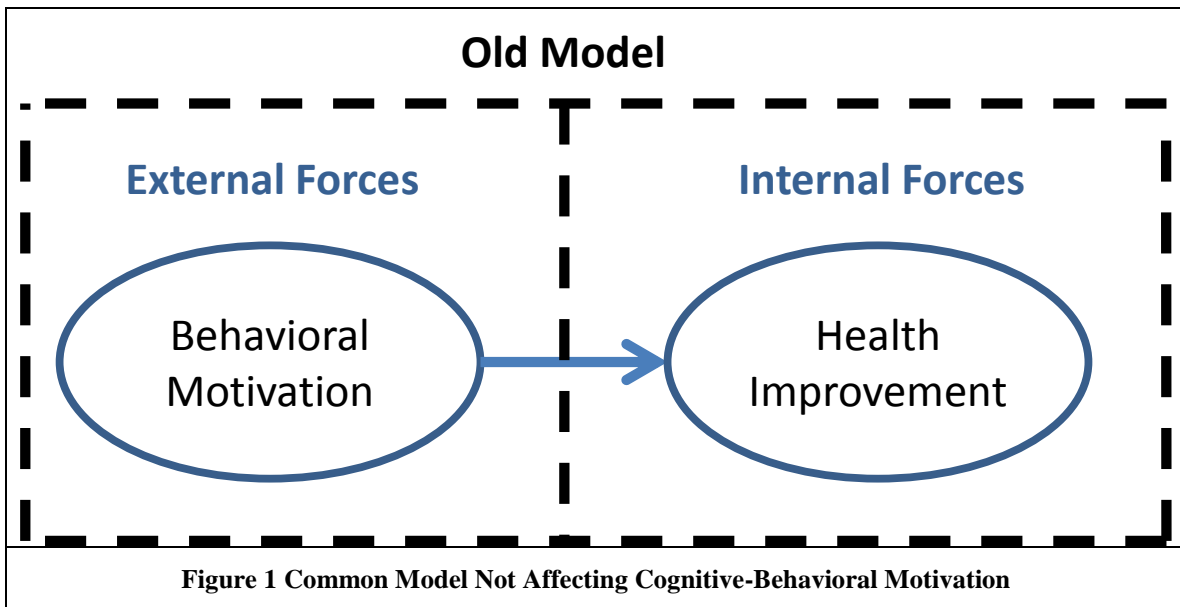 Old Model
External Forces
Internal Forces
Behavioral
Motivation
Health
Improvement
Figure 1 Common Model Not Affecting Cognitive-Behavioral Motivation